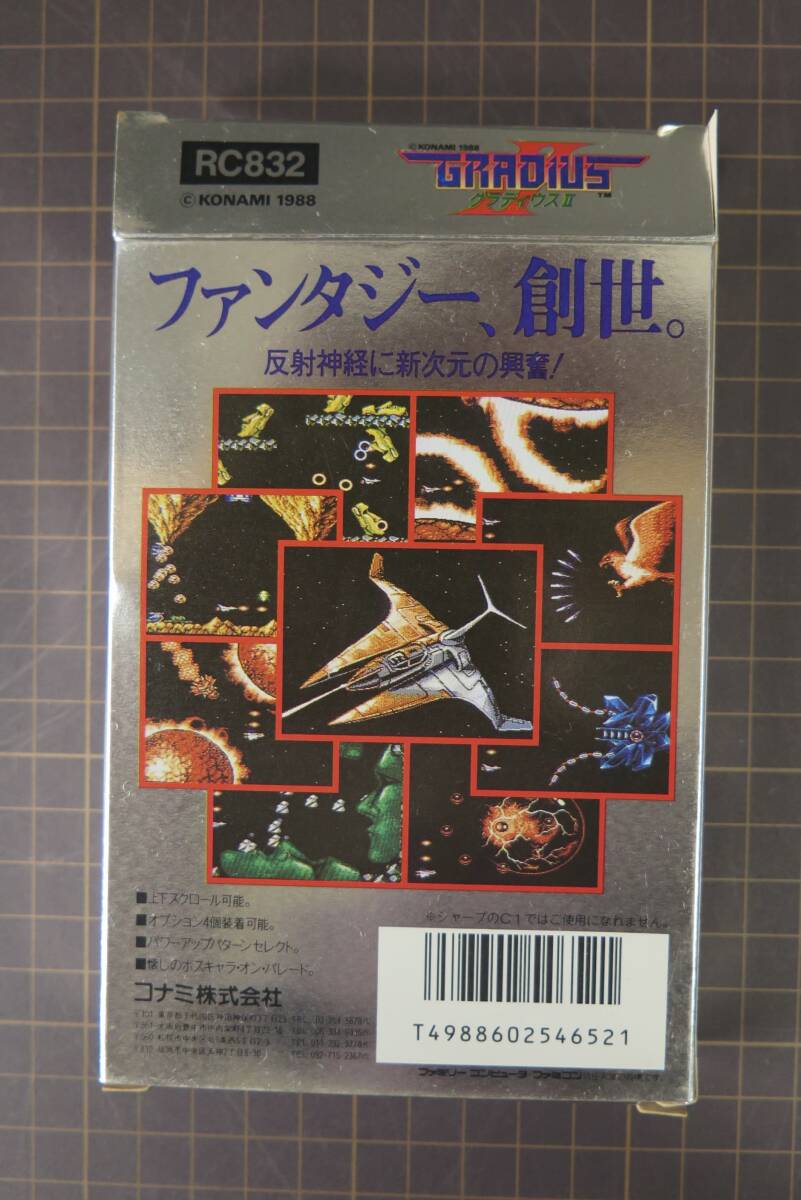 RC832
© KONAMI 1988
© KONAMI 1988
GRADIUS II
TM
グラディウスII
ファンタジー、創世。
反射神経に新次元の興奮!
■上下スクロール可能。
■オプション4個装着可能。
■パワーアップパターンセレクト。
■懐しのボスキャラ・オン・パレード。
※シャープのC1ではご使用になれません。
コナミ株式会社
T4988602546521
ファミリーコンピュータ ファミコン